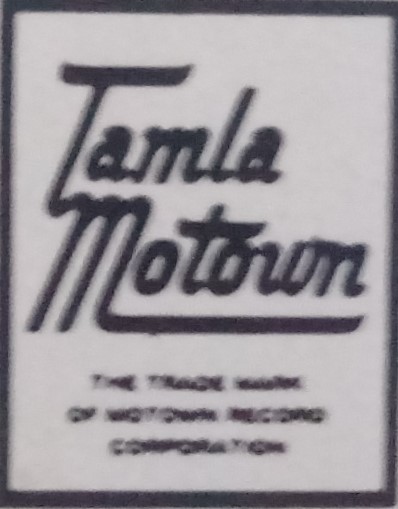 Tamla
Motown
THE TRADE MARK
OF MOTOWN RECORD
CORPORATION